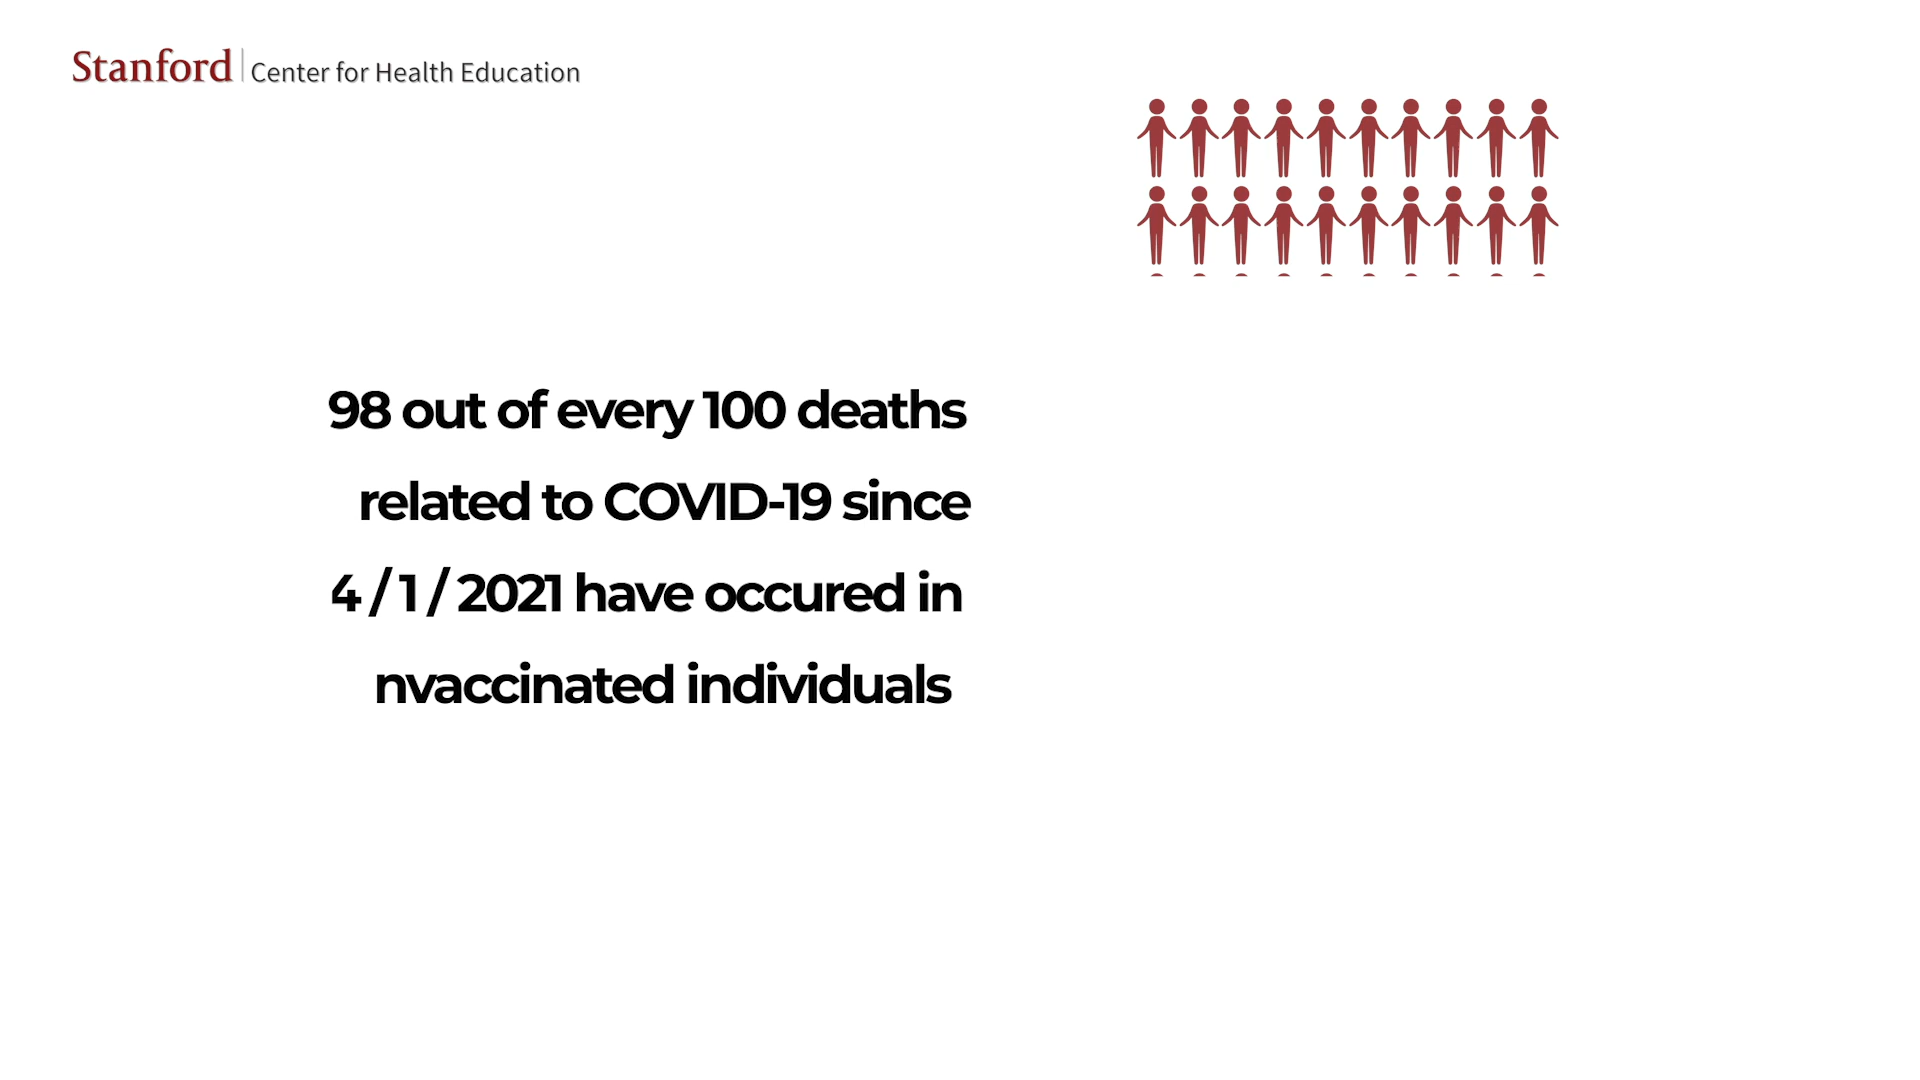 Stanford | Center for Health Education
98 out of every 100 deaths
related to COVID-19 since
4 / 1 / 2021 have occured in
nvaccinated individuals